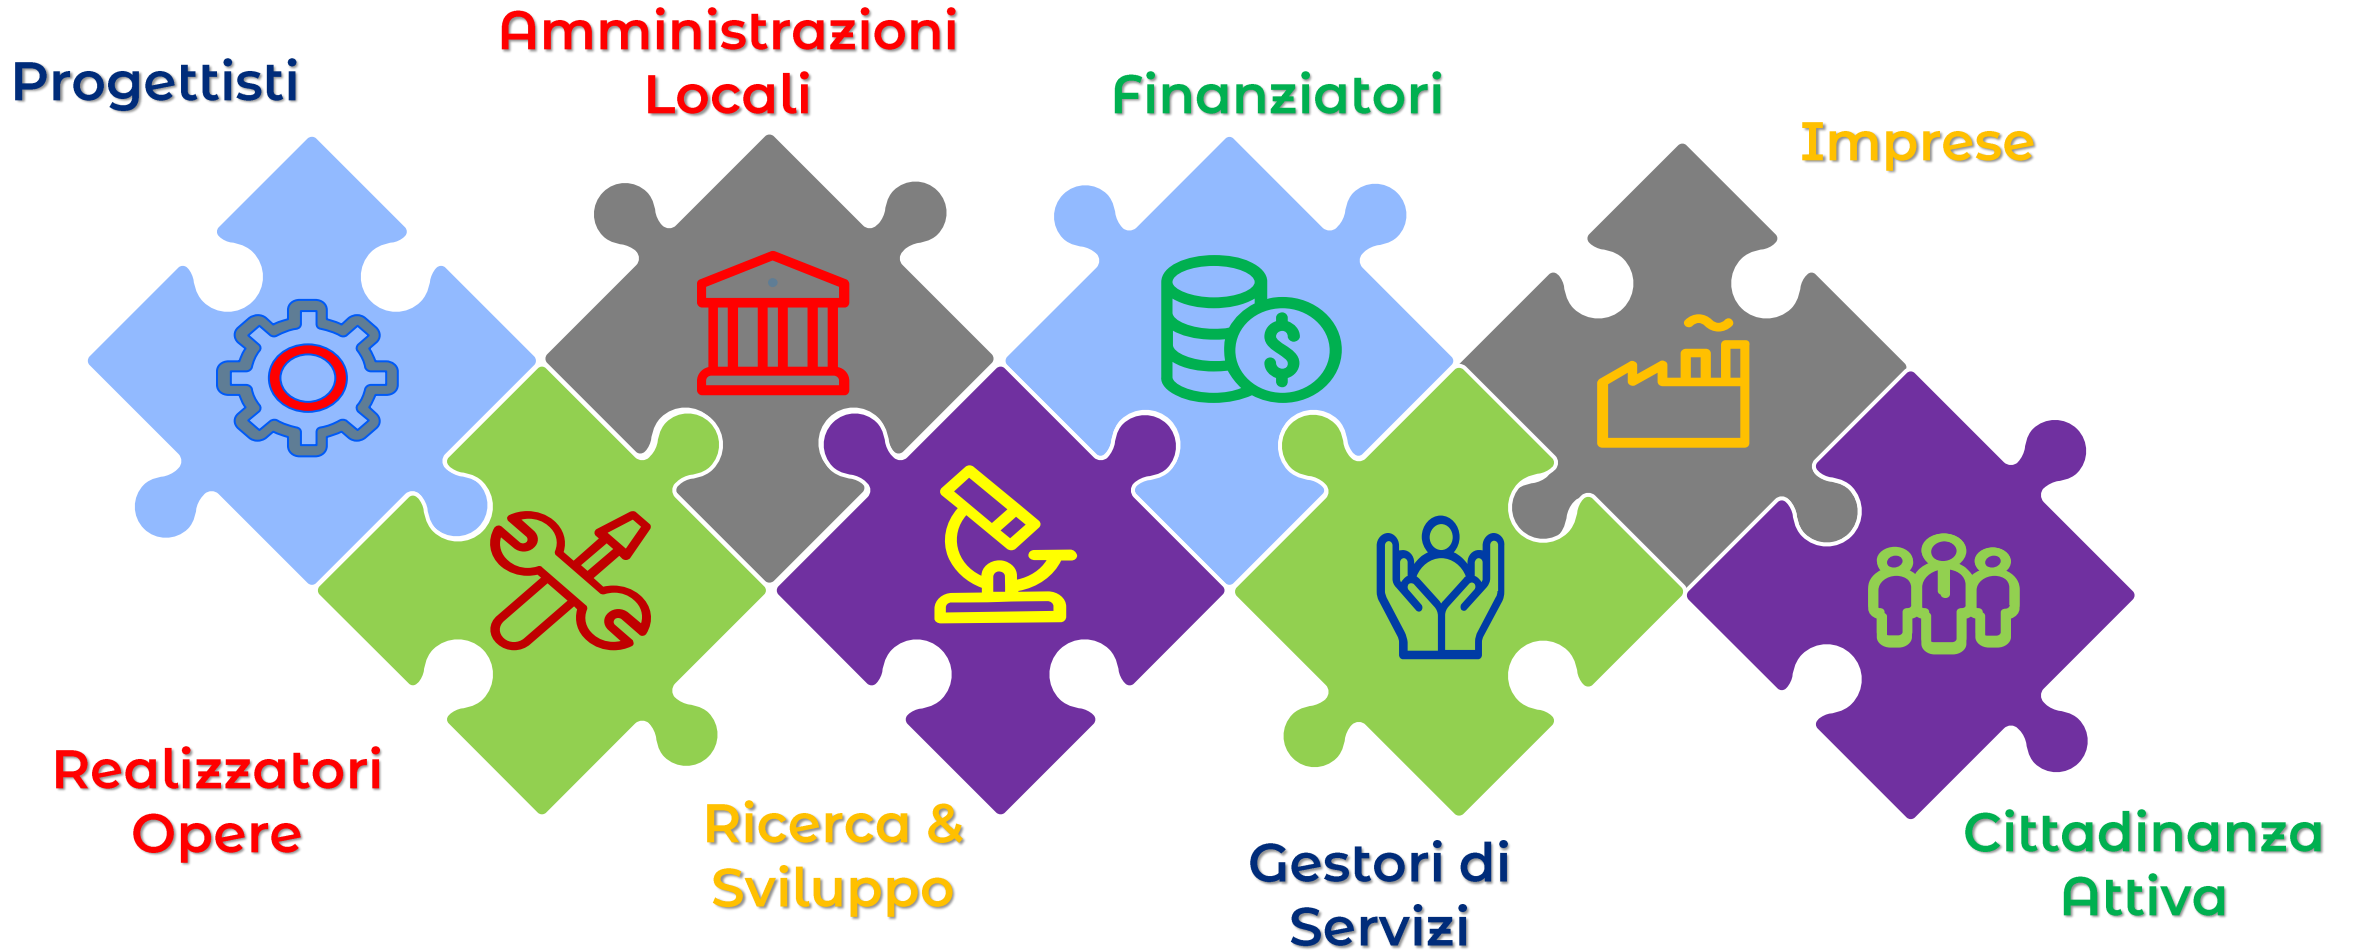 Progettisti
Amministrazioni
Locali
Finanziatori
Imprese
Realizzatori
Opere
Ricerca &
Sviluppo
Gestori di
Servizi
Cittadinanza
Attiva
$